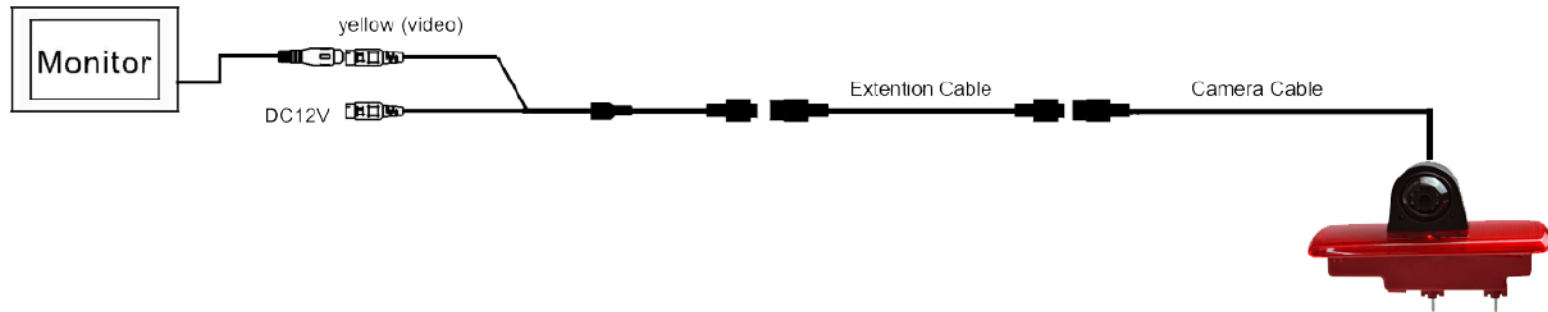 yellow (video)
Monitor
DC12V
Extention Cable
Camera Cable